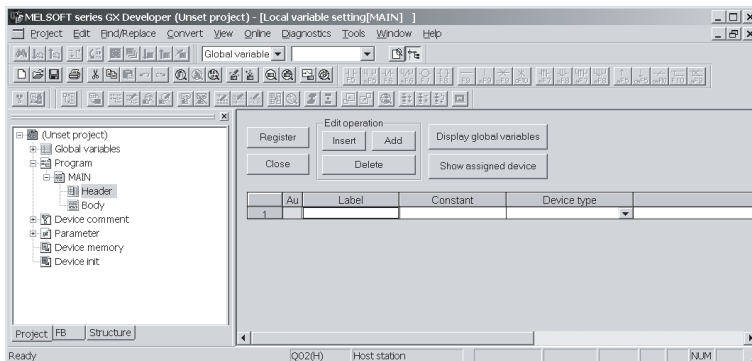 MELSOFT series GX Developer (Unset project) - [Local variable setting[MAIN] ]
Project Edit Find/Replace Convert View Online Diagnostics Tools Window Help
Global variable
(Unset project)
Global variables
Program
MAIN
Header
Body
Device comment
Parameter
Device memory
Device init
Project FB Structure
Register
Close
Edit operation
Insert Add
Delete
Display global variables
Show assigned device
Au Label Constant Device type
1
Ready Q02(H) Host station NUM